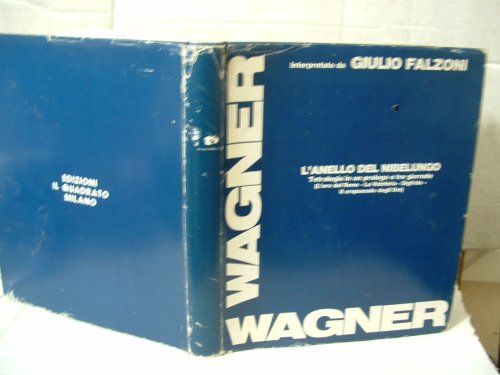 EDIZIONI
IL QUADRATO
MILANO
WAGNER
interpretato da GIULIO FALZONI
L'ANELLO DEL NIBELUNGO
Tetralogia in un prologo e tre giornate
(L'oro del Reno - La Valchiria - Sigfrido -
Il crepuscolo degli Dei)
WAGNER